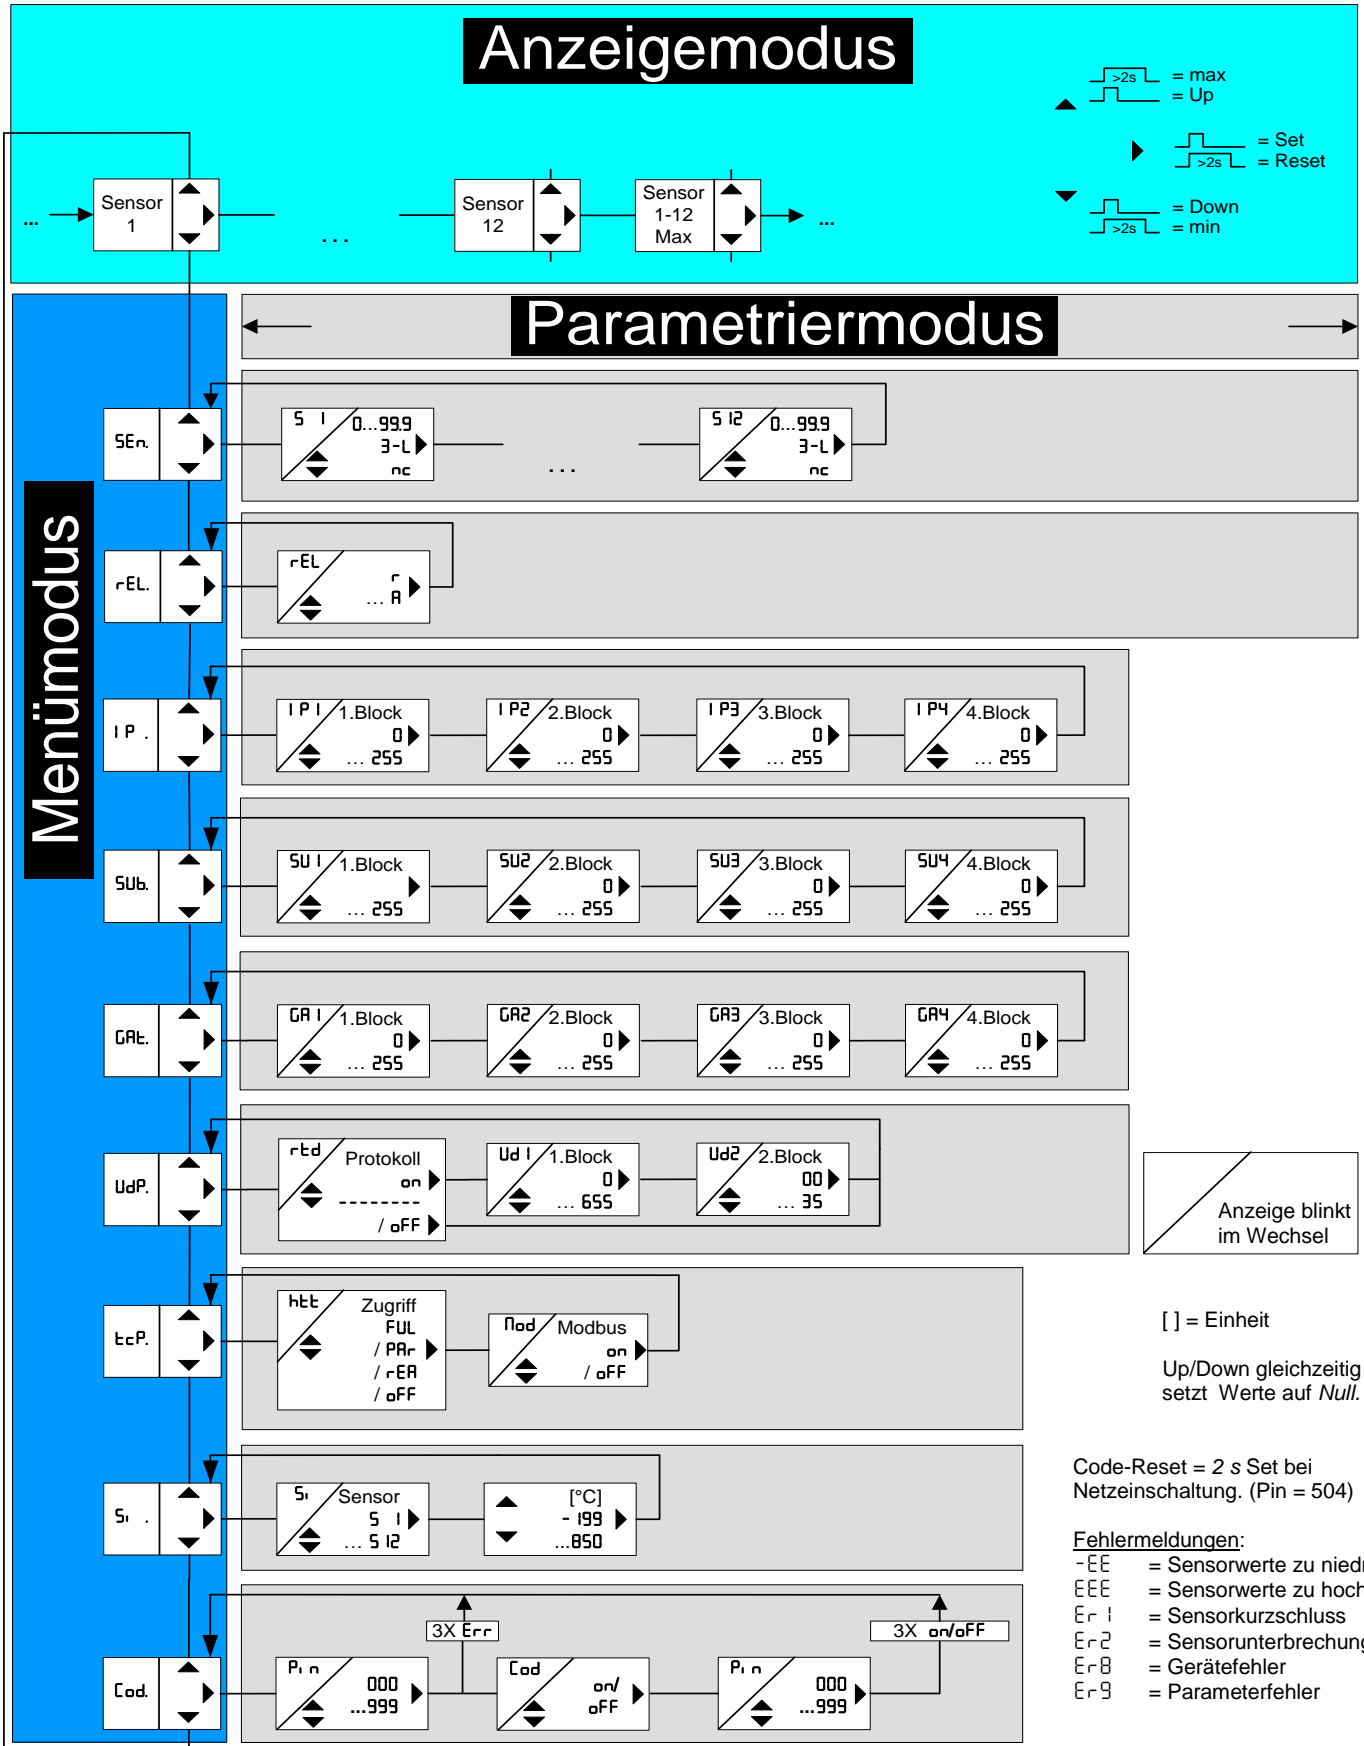 Anzeigemodus
>2s = max
= Up
= Set
>2s = Reset
= Down
>2s = min
...
Sensor
1
...
Sensor
12
Sensor
1-12
Max
...
Parametriermodus
Menümodus
SEn.
S 1
0...99.9
3-L
nc
...
S 12
0...99.9
3-L
nc
rEL.
rEL
r
... A
IP .
IP1
1.Block
0
... 255
IP2
2.Block
0
... 255
IP3
3.Block
0
... 255
IP4
4.Block
0
... 255
SUb.
SU1
1.Block
... 255
SU2
2.Block
0
... 255
SU3
3.Block
0
... 255
SU4
4.Block
0
... 255
GAt.
GA1
1.Block
0
... 255
GA2
2.Block
0
... 255
GA3
3.Block
0
... 255
GA4
4.Block
0
... 255
UdP.
rtd
Protokoll
on
--------
/ oFF
Ud1
1.Block
0
... 655
Ud2
2.Block
00
... 35
Anzeige blinkt
im Wechsel
tcP.
htt
Zugriff
FUL
/ PAr
/ rEA
/ oFF
Mod
Modbus
on
/ oFF
[ ] = Einheit
Up/Down gleichzeitig
setzt Werte auf Null.
Si .
Si
Sensor
S 1
... S 12
[°C]
- 199
...850
Code-Reset = 2 s Set bei
Netzeinschaltung. (Pin = 504)
Fehlermeldungen:
-EE = Sensorwerte zu niedr
EEE = Sensorwerte zu hoch
Er1 = Sensorkurzschluss
Er2 = Sensorunterbrechung
Er8 = Gerätefehler
Er9 = Parameterfehler
Cod.
Pin
000
...999
3X Err
Cod
on/
oFF
Pin
000
...999
3X on/oFF